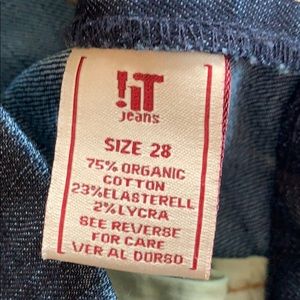 !iT
jeans
SIZE 28
75% ORGANIC
COTTON
23%ELASTERELL
2%LYCRA
SEE REVERSE
FOR CARE
VER AL DORSO